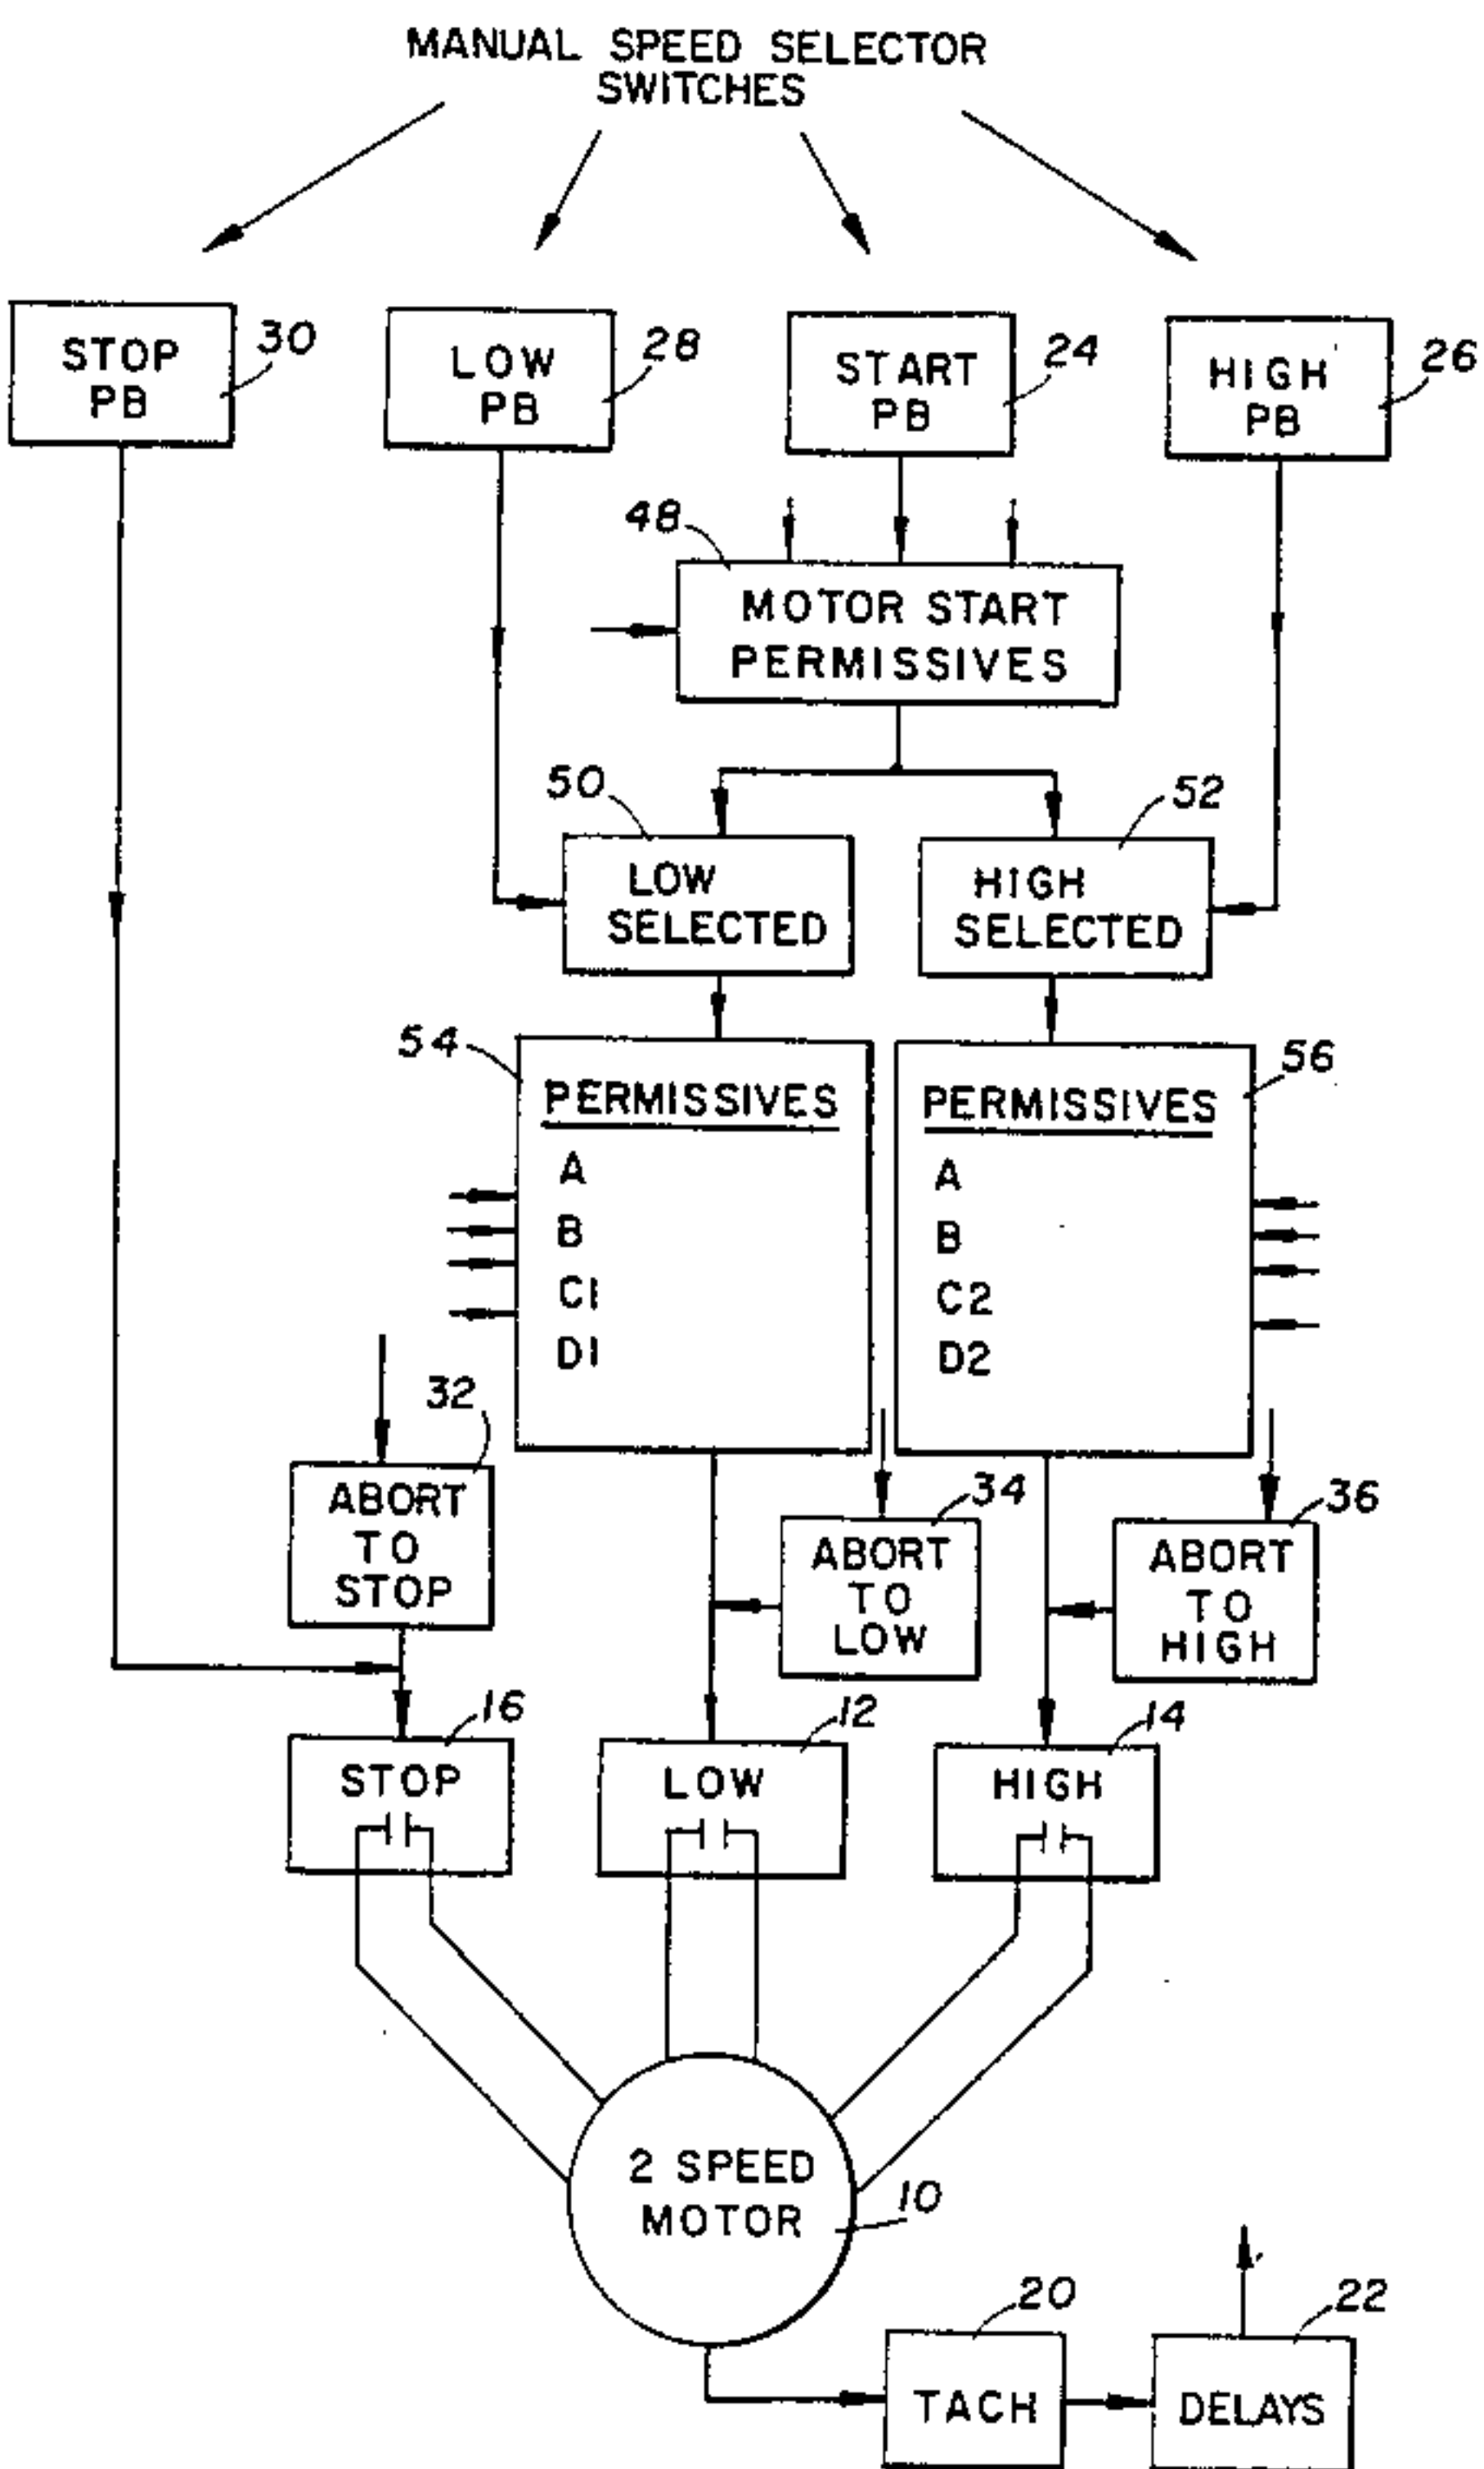 MANUAL SPEED SELECTOR
SWITCHES
STOP
PB
30
LOW
PB
28
START
PB
24
HIGH
PB
26
48
MOTOR START
PERMISSIVES
50
LOW
SELECTED
52
HIGH
SELECTED
54
PERMISSIVES
A
B
C1
D1
56
PERMISSIVES
A
B
C2
D2
32
ABORT
TO
STOP
34
ABORT
TO
LOW
36
ABORT
TO
HIGH
16
STOP
12
LOW
14
HIGH
2 SPEED
MOTOR
10
20
TACH
22
DELAYS